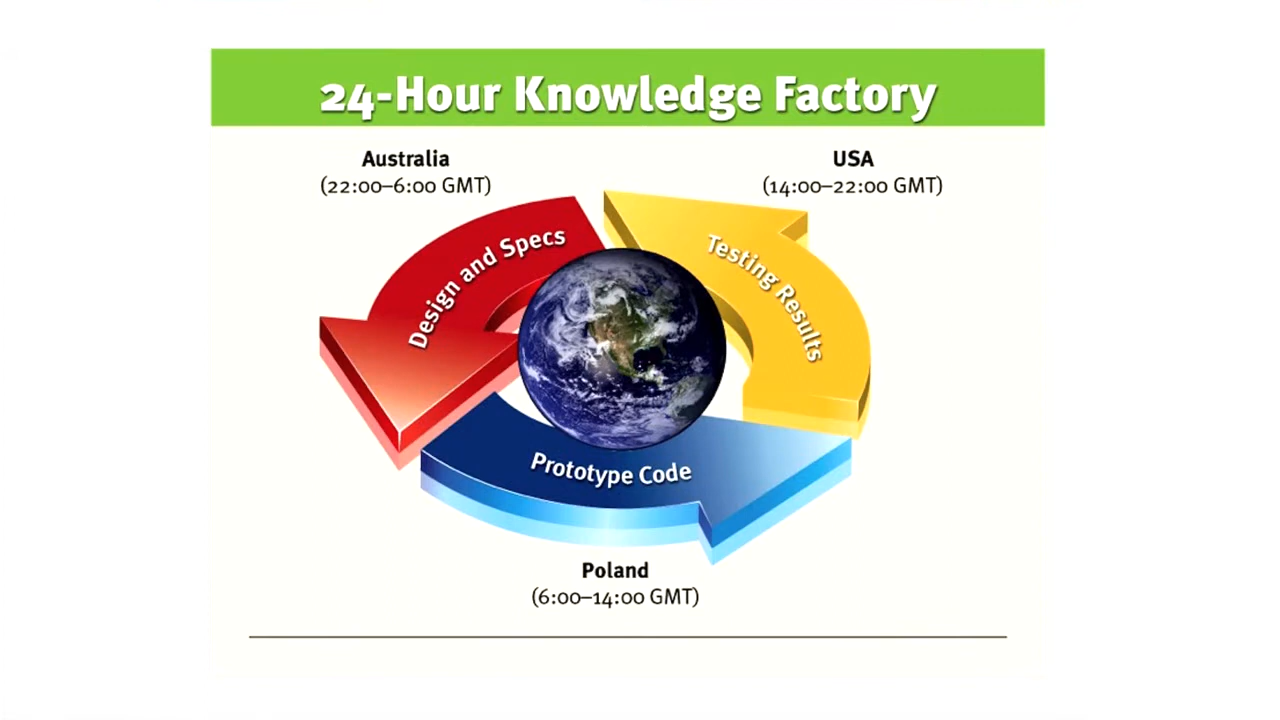 24-Hour Knowledge Factory
Australia
(22:00–6:00 GMT)
USA
(14:00–22:00 GMT)
Design and Specs
Testing Results
Prototype Code
Poland
(6:00–14:00 GMT)